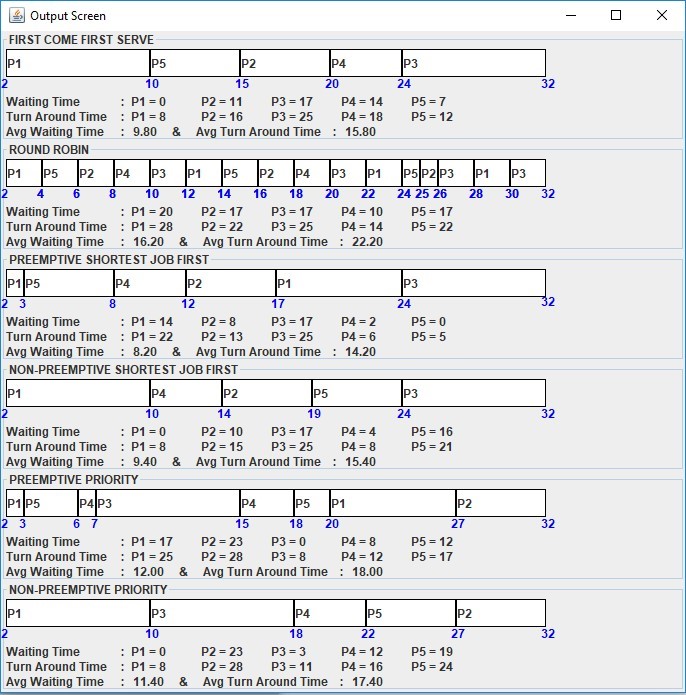 Output Screen
FIRST COME FIRST SERVE
P1 P5 P2 P4 P3
2 10 15 20 24 32
Waiting Time : P1 = 0 P2 = 11 P3 = 17 P4 = 14 P5 = 7
Turn Around Time : P1 = 8 P2 = 16 P3 = 25 P4 = 18 P5 = 12
Avg Waiting Time : 9.80 & Avg Turn Around Time : 15.80
ROUND ROBIN
P1 P5 P2 P4 P3 P1 P5 P2 P4 P3 P1 P5 P2 P3 P1 P3
2 4 6 8 10 12 14 16 18 20 22 24 25 26 28 30 32
Waiting Time : P1 = 20 P2 = 17 P3 = 17 P4 = 10 P5 = 17
Turn Around Time : P1 = 28 P2 = 22 P3 = 25 P4 = 14 P5 = 22
Avg Waiting Time : 16.20 & Avg Turn Around Time : 22.20
PREEMPTIVE SHORTEST JOB FIRST
P1 P5 P4 P2 P1 P3
2 3 8 12 17 24 32
Waiting Time : P1 = 14 P2 = 8 P3 = 17 P4 = 2 P5 = 0
Turn Around Time : P1 = 22 P2 = 13 P3 = 25 P4 = 6 P5 = 5
Avg Waiting Time : 8.20 & Avg Turn Around Time : 14.20
NON-PREEMPTIVE SHORTEST JOB FIRST
P1 P4 P2 P5 P3
2 10 14 19 24 32
Waiting Time : P1 = 0 P2 = 10 P3 = 17 P4 = 4 P5 = 16
Turn Around Time : P1 = 8 P2 = 15 P3 = 25 P4 = 8 P5 = 21
Avg Waiting Time : 9.40 & Avg Turn Around Time : 15.40
PREEMPTIVE PRIORITY
P1 P5 P4 P3 P4 P5 P1 P2
2 3 6 7 15 18 20 27 32
Waiting Time : P1 = 17 P2 = 23 P3 = 0 P4 = 8 P5 = 12
Turn Around Time : P1 = 25 P2 = 28 P3 = 8 P4 = 12 P5 = 17
Avg Waiting Time : 12.00 & Avg Turn Around Time : 18.00
NON-PREEMPTIVE PRIORITY
P1 P3 P4 P5 P2
2 10 18 22 27 32
Waiting Time : P1 = 0 P2 = 23 P3 = 3 P4 = 12 P5 = 19
Turn Around Time : P1 = 8 P2 = 28 P3 = 11 P4 = 16 P5 = 24
Avg Waiting Time : 11.40 & Avg Turn Around Time : 17.40